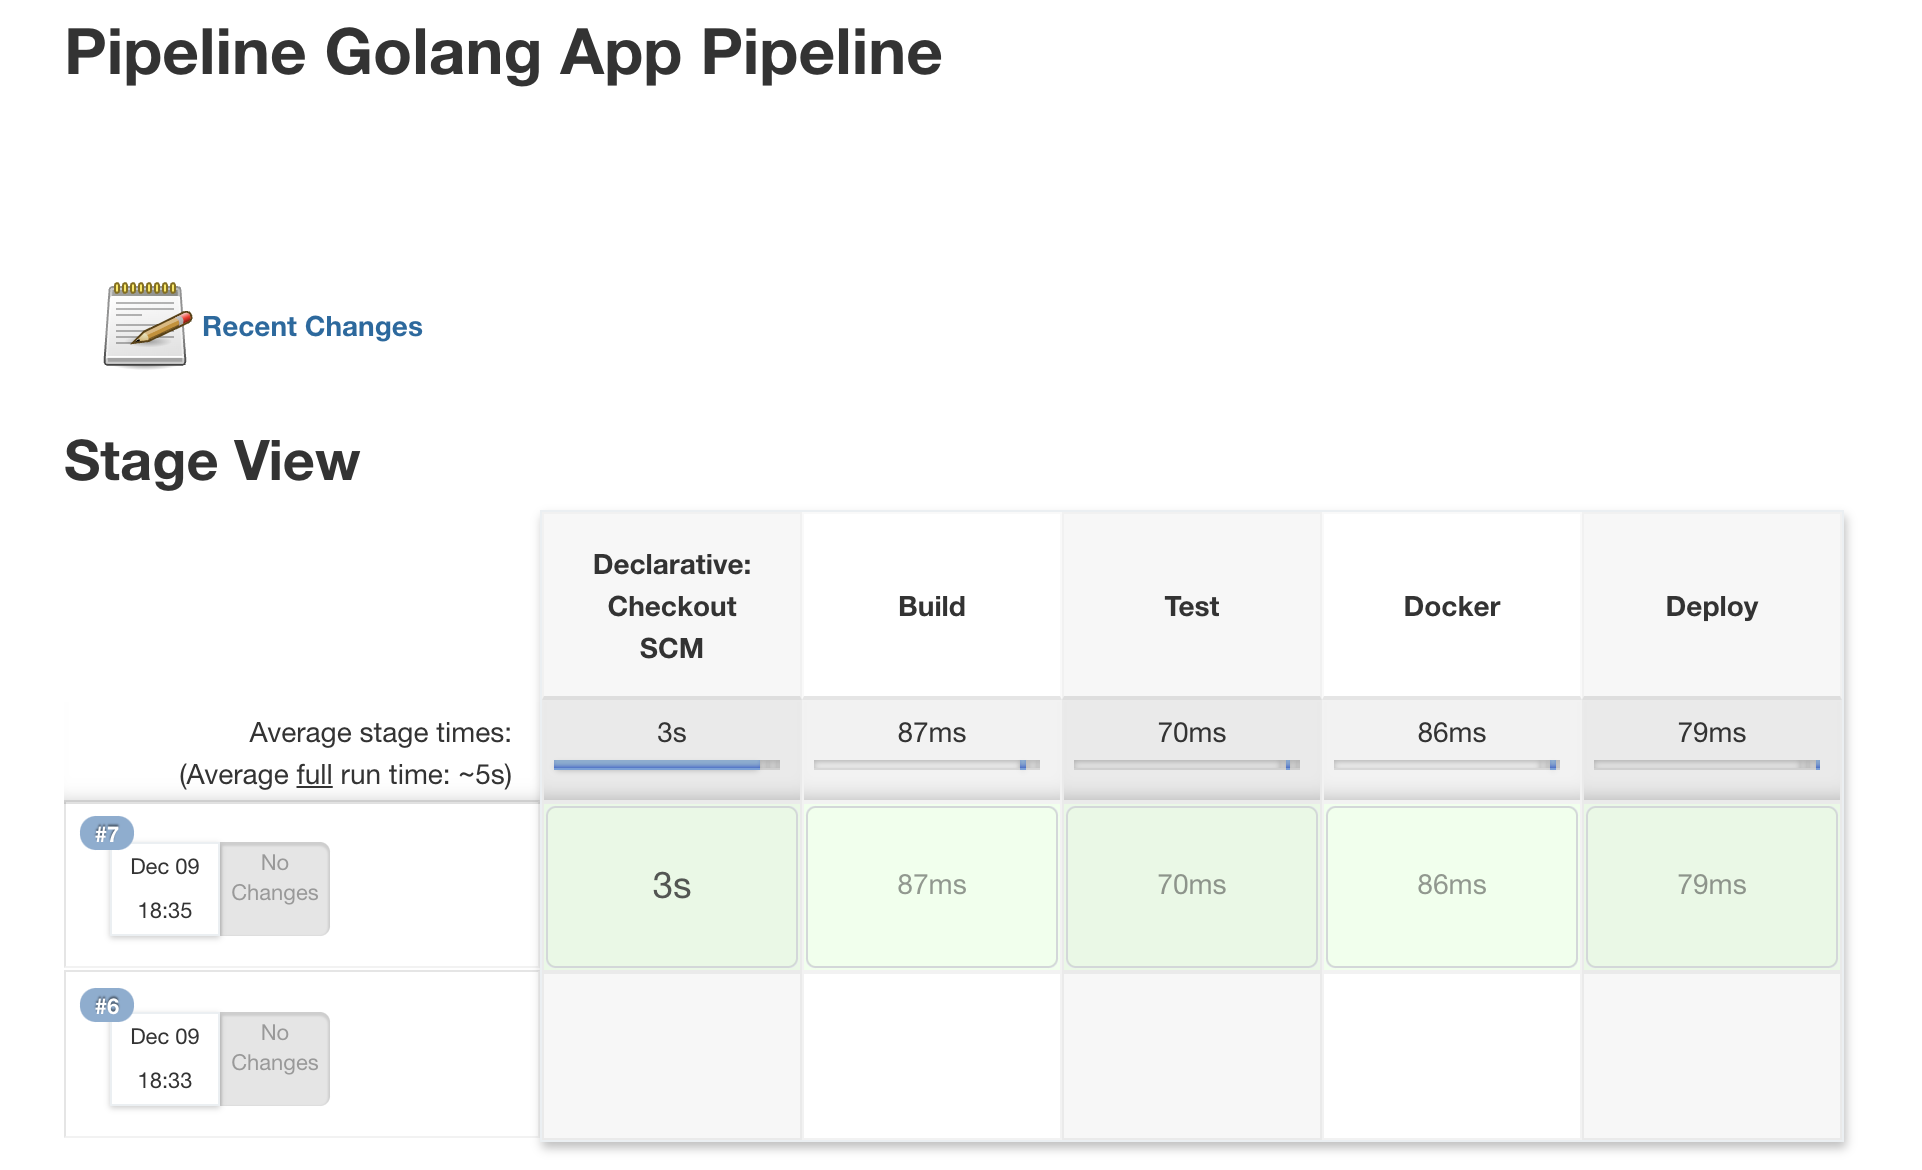 Pipeline Golang App Pipeline
Recent Changes
Stage View
Declarative:
Checkout
SCM
Build
Test
Docker
Deploy
Average stage times:
(Average full run time: ~5s)
3s
87ms
70ms
86ms
79ms
#7
Dec 09
18:35
No
Changes
3s
87ms
70ms
86ms
79ms
#6
Dec 09
18:33
No
Changes